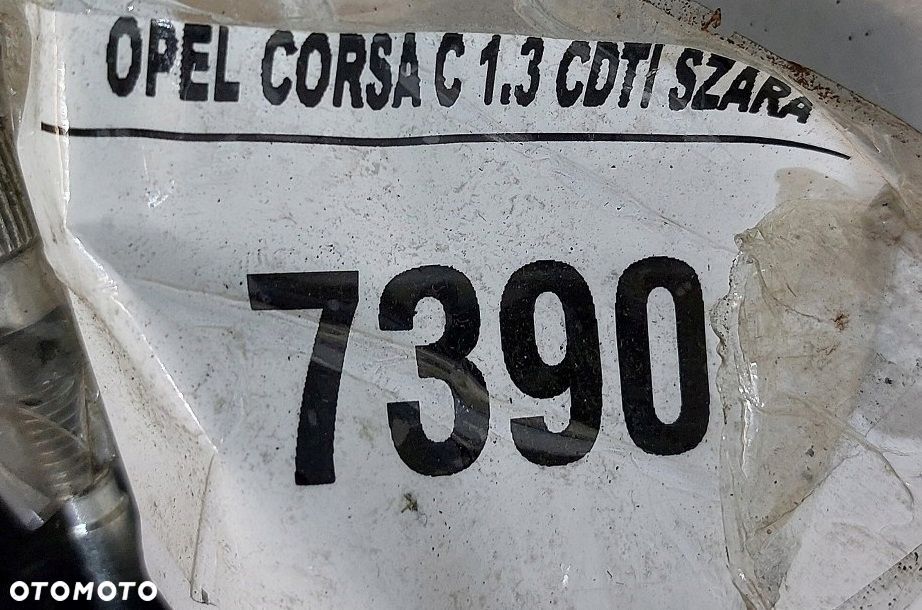 OPEL CORSA C 1.3 CDTI SZARA
7390
OTOMOTO